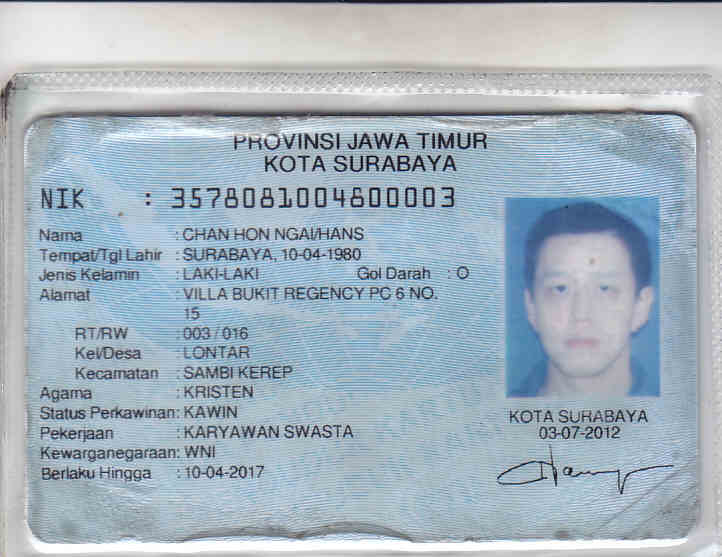 PROVINSI JAWA TIMUR
KOTA SURABAYA
NIK : 3578081004800003
Nama : CHAN HON NGAI/HANS
Tempat/Tgl Lahir : SURABAYA, 10-04-1980
Jenis Kelamin : LAKI-LAKI Gol Darah : O
Alamat : VILLA BUKIT REGENCY PC 6 NO.
15
RT/RW : 003 / 016
Kel/Desa : LONTAR
Kecamatan : SAMBI KEREP
Agama : KRISTEN
Status Perkawinan: KAWIN
Pekerjaan : KARYAWAN SWASTA
Kewarganegaraan: WNI
Berlaku Hingga : 10-04-2017
KOTA SURABAYA
03-07-2012